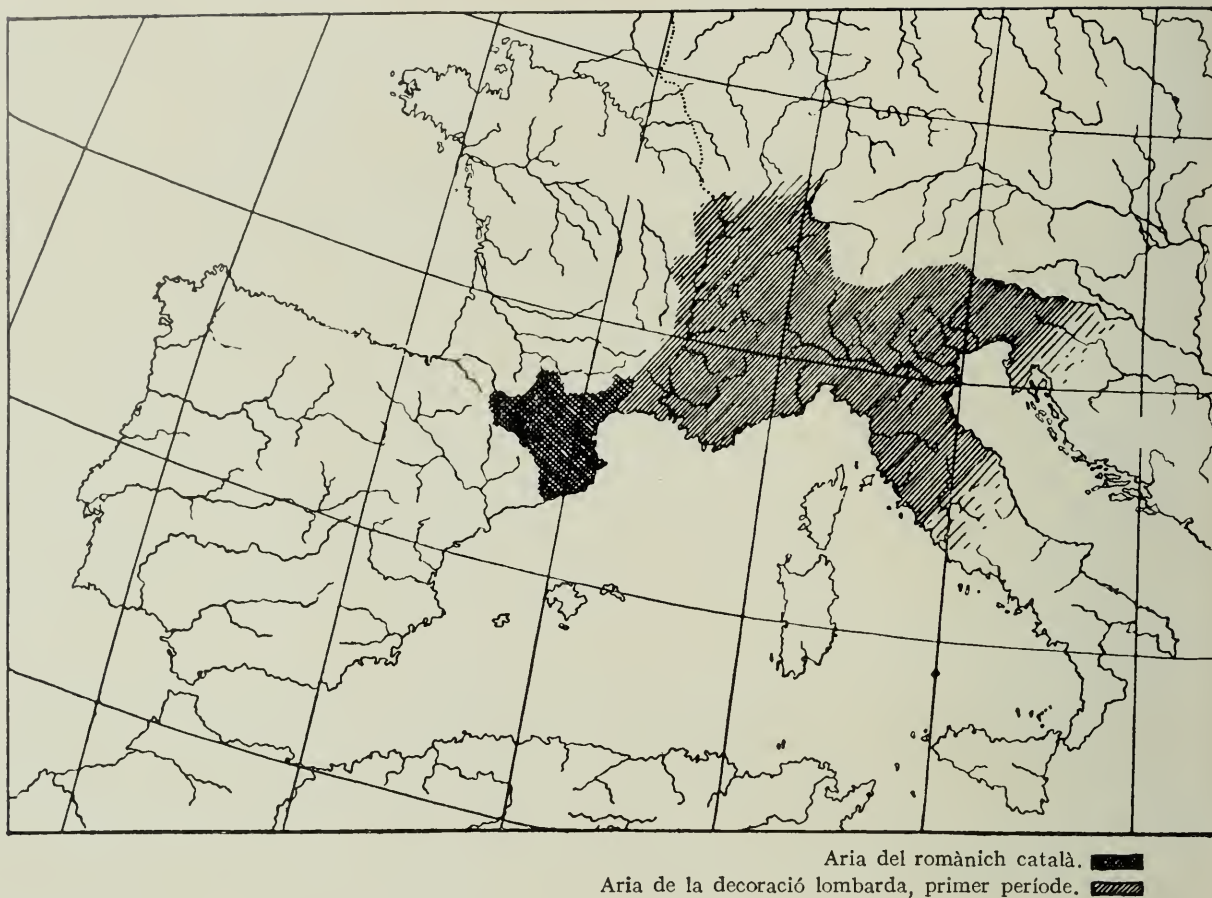 Aria del romànich català.
Aria de la decoració lombarda, primer període.